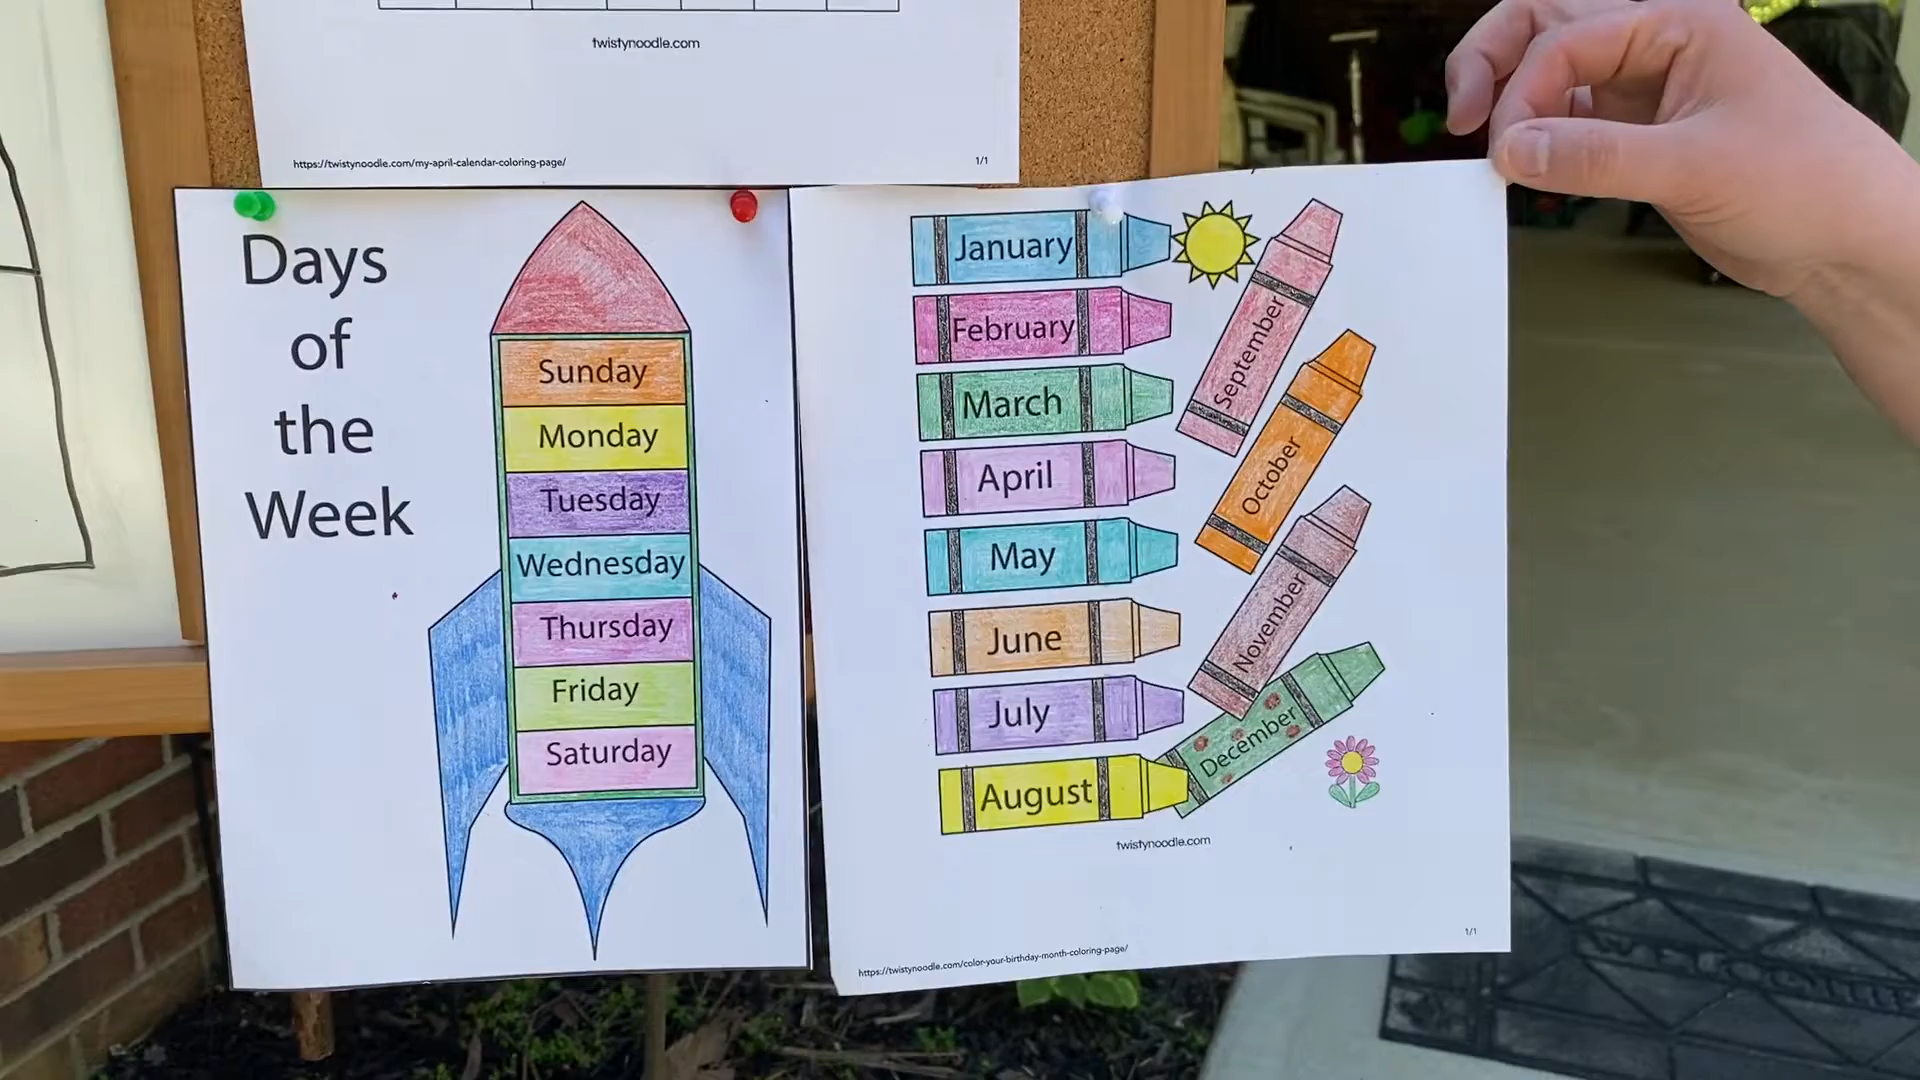 twistynoodle.com
https://twistynoodle.com/my-april-calendar-coloring-page/
1/1
Days
of
the
Week
Sunday
Monday
Tuesday
Wednesday
Thursday
Friday
Saturday
January
February
March
April
May
June
July
August
September
October
November
December
twistynoodle.com
https://twistynoodle.com/color-your-birthday-month-coloring-page/
1/1
WELCOME